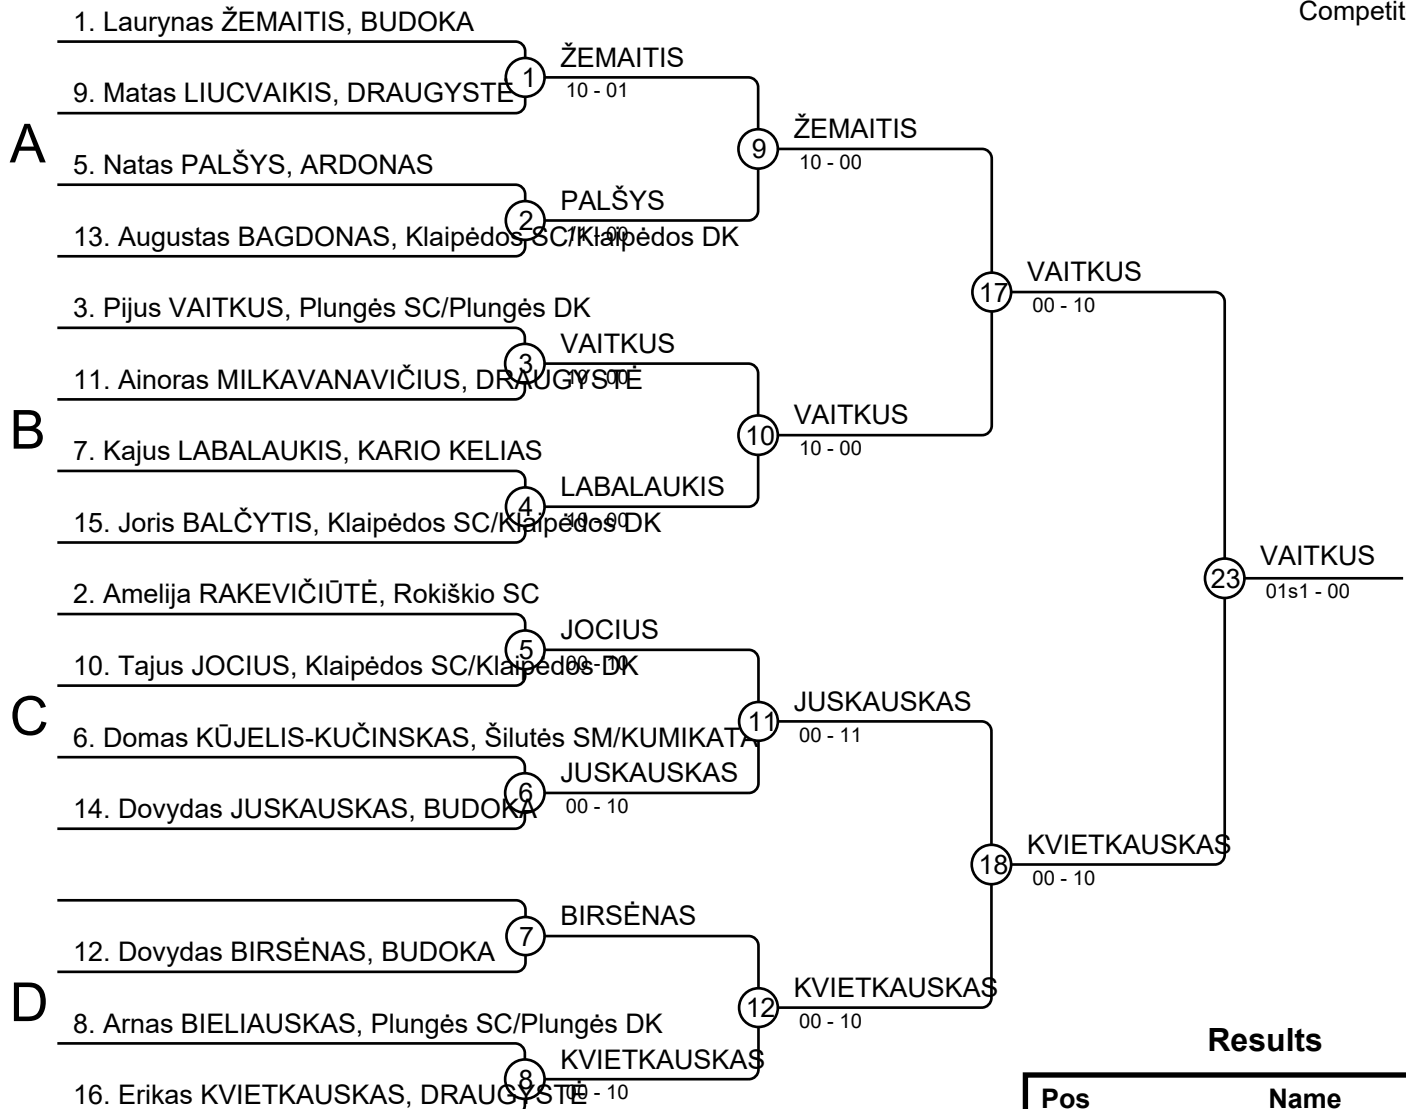 Competit
1. Laurynas ŽEMAITIS, BUDOKA
ŽEMAITIS
1
10 - 01
9. Matas LIUCVAIKIS, DRAUGYSTĖ
A
ŽEMAITIS
9
10 - 00
5. Natas PALŠYS, ARDONAS
PALŠYS
2
13. Augustas BAGDONAS, Klaipėdos SC/Klaipėdos DK
VAITKUS
17
00 - 10
3. Pijus VAITKUS, Plungės SC/Plungės DK
VAITKUS
3
10 - 00
11. Ainoras MILKAVANAVIČIUS, DRAUGYSTĖ
B
VAITKUS
10
10 - 00
7. Kajus LABALAUKIS, KARIO KELIAS
LABALAUKIS
4
10 - 00
15. Joris BALČYTIS, Klaipėdos SC/Klaipėdos DK
VAITKUS
23
01s1 - 00
2. Amelija RAKEVIČIŪTĖ, Rokiškio SC
JOCIUS
5
00 - 10
10. Tajus JOCIUS, Klaipėdos SC/Klaipėdos DK
C
JUSKAUSKAS
11
00 - 11
6. Domas KŪJELIS-KUČINSKAS, Šilutės SM/KUMIKATA
JUSKAUSKAS
6
00 - 10
14. Dovydas JUSKAUSKAS, BUDOKA
KVIETKAUSKAS
18
00 - 10
BIRSĖNAS
7
12. Dovydas BIRSĖNAS, BUDOKA
D
KVIETKAUSKAS
12
00 - 10
8. Arnas BIELIAUSKAS, Plungės SC/Plungės DK
KVIETKAUSKAS
8
00 - 10
16. Erikas KVIETKAUSKAS, DRAUGYSTĖ
Results
Pos Name